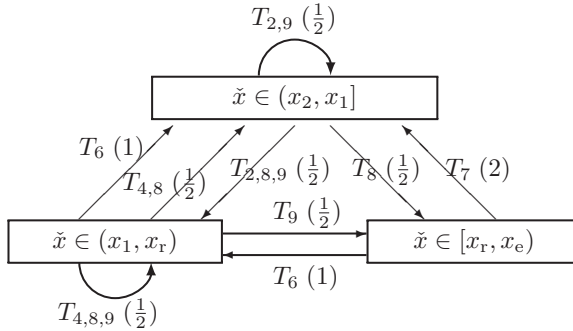 T_{2,9} (1/2)
x̌ ∈ (x_2, x_1]
T_6 (1)
T_{4,8} (1/2)
T_{2,8,9} (1/2)
T_8 (1/2)
T_7 (2)
T_9 (1/2)
x̌ ∈ (x_1, x_r)
x̌ ∈ [x_r, x_e)
T_6 (1)
T_{4,8,9} (1/2)